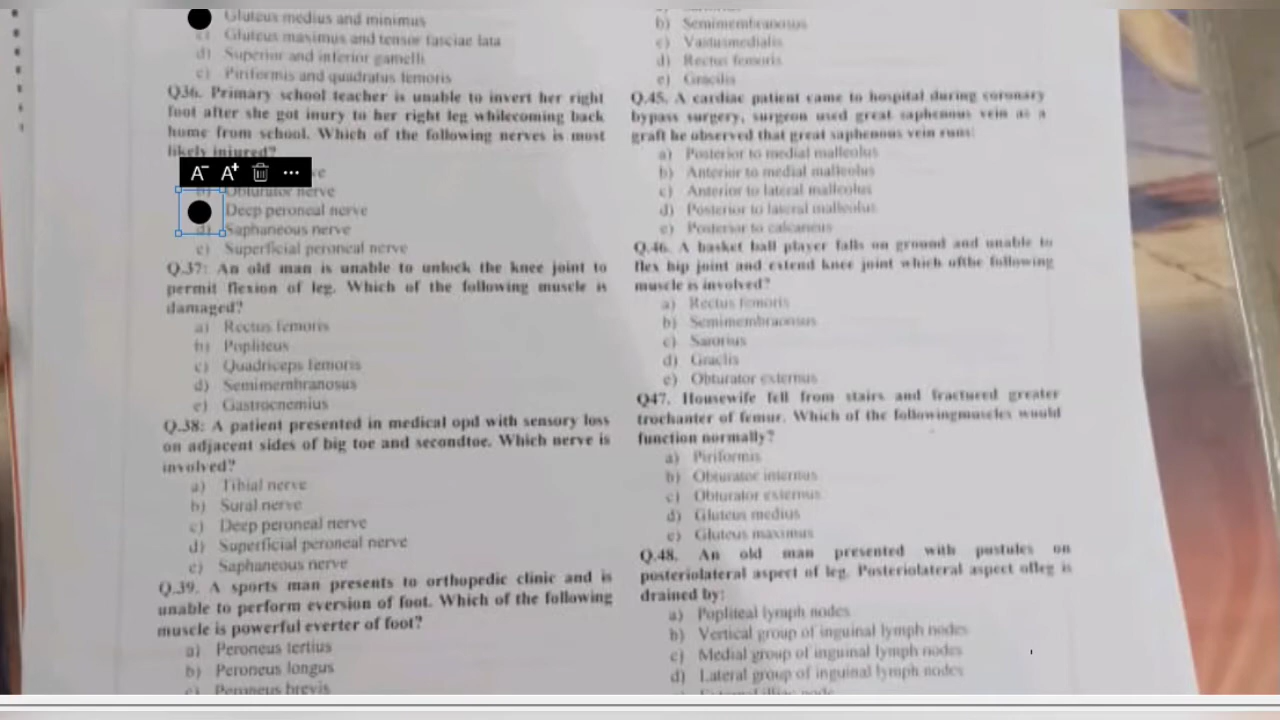 Gluteus medius and minimus
c) Gluteus maximus and tensor fasciae lata
d) Superior and inferior gamelli
e) Piriformis and quadratus femoris
Q36. Primary school teacher is unable to invert her right
foot after she got inury to her right leg whilecoming back
home from school. Which of the following nerves is most
likely injured?
A- A+ ...
b) Obturator nerve
Deep peroneal nerve
d) Saphaneous nerve
e) Superficial peroneal nerve
Q.37: An old man is unable to unlock the knee joint to
permit flexion of leg. Which of the following muscle is
damaged?
a) Rectus femoris
b) Popliteus
c) Quadriceps femoris
d) Semimembranosus
e) Gastrocnemius
Q.38: A patient presented in medical opd with sensory loss
on adjacent sides of big toe and secondtoe. Which nerve is
involved?
a) Tibial nerve
b) Sural nerve
c) Deep peroneal nerve
d) Superficial peroneal nerve
e) Saphaneous nerve
Q.39. A sports man presents to orthopedic clinic and is
unable to perform eversion of foot. Which of the following
muscle is powerful everter of foot?
a) Peroneus tertius
b) Peroneus longus
c) Peroneus brevis
b) Semimembranosus
c) Vastusmedialis
d) Rectus femoris
e) Gracilis
Q.45. A cardiac patient came to hospital during coronary
bypass surgery, surgeon used great saphenous vein as a
graft he observed that great saphenous vein runs:
a) Posterior to medial malleolus
b) Anterior to medial malleolus
c) Anterior to lateral malleolus
d) Posterior to lateral malleolus
e) Posterior to calcaneus
Q.46. A basket ball player falls on ground and unable to
flex hip joint and extend knee joint which ofthe following
muscle is involved?
a) Rectus femoris
b) Semimembranosus
c) Sarorius
d) Graclis
e) Obturator externus
Q47. Housewife fell from stairs and fractured greater
trochanter of femur. Which of the followingmuscles would
function normally?
a) Piriformis
b) Obturator internus
c) Obturator externus
d) Gluteus medius
e) Gluteus maximus
Q.48. An old man presented with pustules on
posteriolateral aspect of leg. Posteriolateral aspect ofleg is
drained by:
a) Popliteal lymph nodes
b) Vertical group of inguinal lymph nodes
c) Medial group of inguinal lymph nodes
d) Lateral group of inguinal lymph nodes
External iliac node